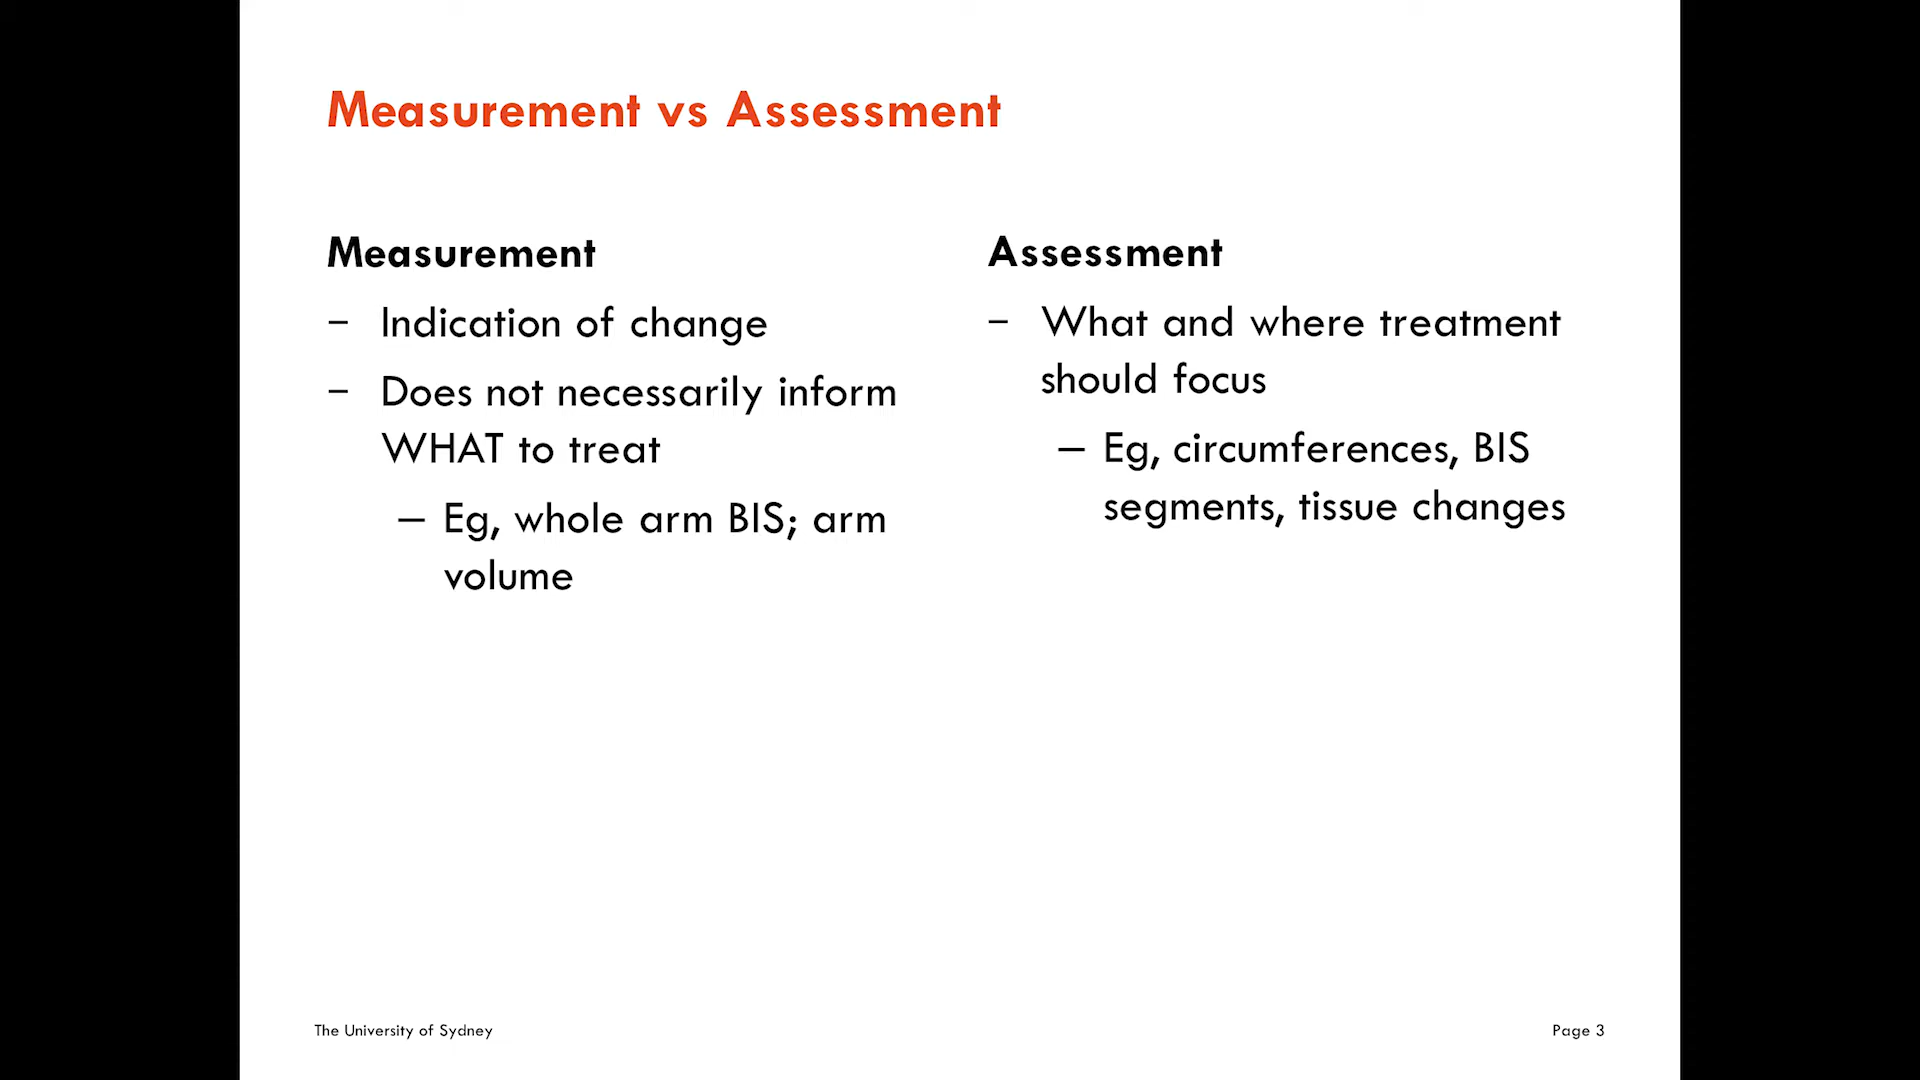 Measurement vs Assessment
Measurement
– Indication of change
– Does not necessarily inform
WHAT to treat
– Eg, whole arm BIS; arm
volume
Assessment
– What and where treatment
should focus
– Eg, circumferences, BIS
segments, tissue changes
The University of Sydney
Page 3